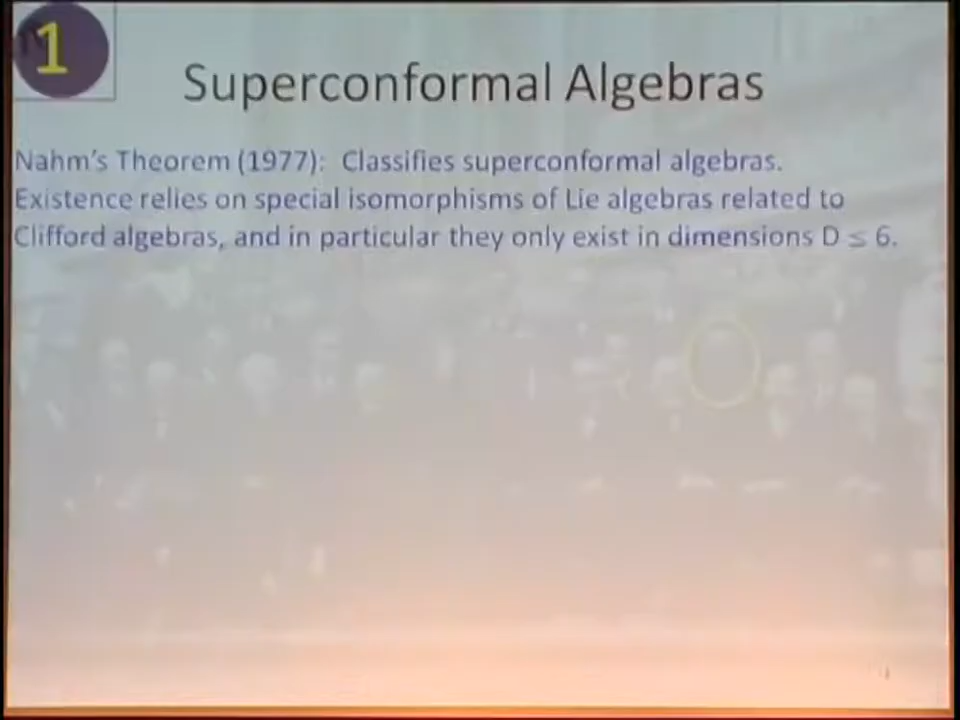 1
Superconformal Algebras
Nahm's Theorem (1977): Classifies superconformal algebras.
Existence relies on special isomorphisms of Lie algebras related to
Clifford algebras, and in particular they only exist in dimensions D ≤ 6.